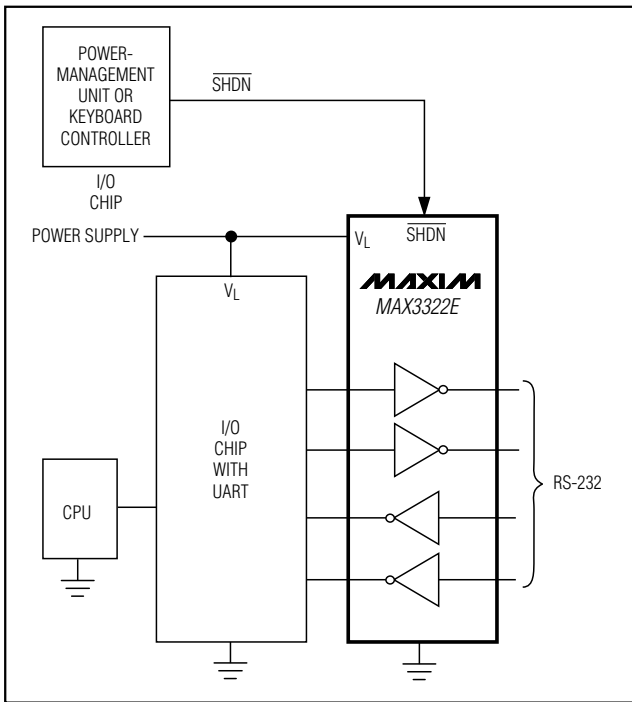 POWER-
MANAGEMENT
UNIT OR
KEYBOARD
CONTROLLER
SHDN
I/O
CHIP
POWER SUPPLY
VL
SHDN
VL
MAXIM
MAX3322E
I/O
CHIP
WITH
UART
CPU
RS-232